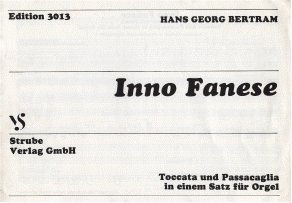 Edition 3013
HANS GEORG BERTRAM
Inno Fanese
Strube
Verlag GmbH
Toccata und Passacaglia
in einem Satz für Orgel